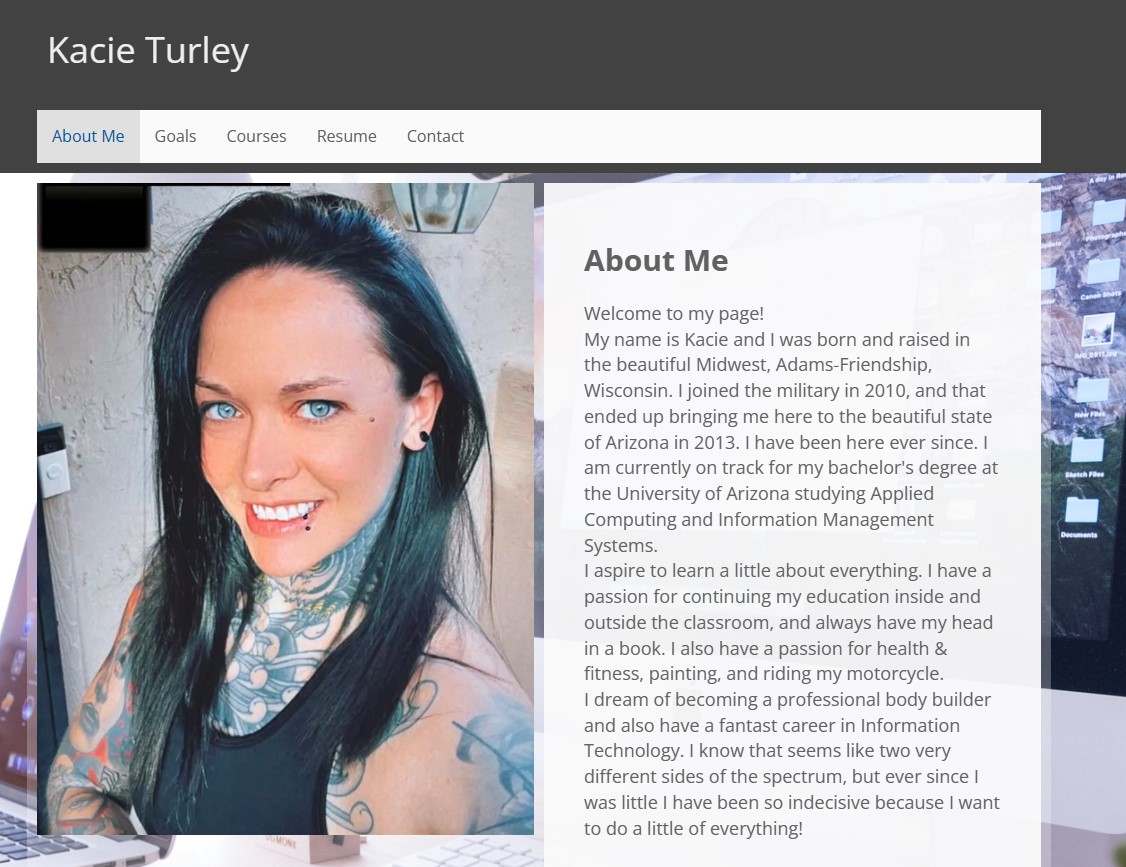 Kacie Turley
About Me Goals Courses Resume Contact
About Me
Welcome to my page!
My name is Kacie and I was born and raised in
the beautiful Midwest, Adams-Friendship,
Wisconsin. I joined the military in 2010, and that
ended up bringing me here to the beautiful state
of Arizona in 2013. I have been here ever since. I
am currently on track for my bachelor's degree at
the University of Arizona studying Applied
Computing and Information Management
Systems.
I aspire to learn a little about everything. I have a
passion for continuing my education inside and
outside the classroom, and always have my head
in a book. I also have a passion for health &
fitness, painting, and riding my motorcycle.
I dream of becoming a professional body builder
and also have a fantast career in Information
Technology. I know that seems like two very
different sides of the spectrum, but ever since I
was little I have been so indecisive because I want
to do a little of everything!
Canon Shots
New Files
Sketch Files
Documents